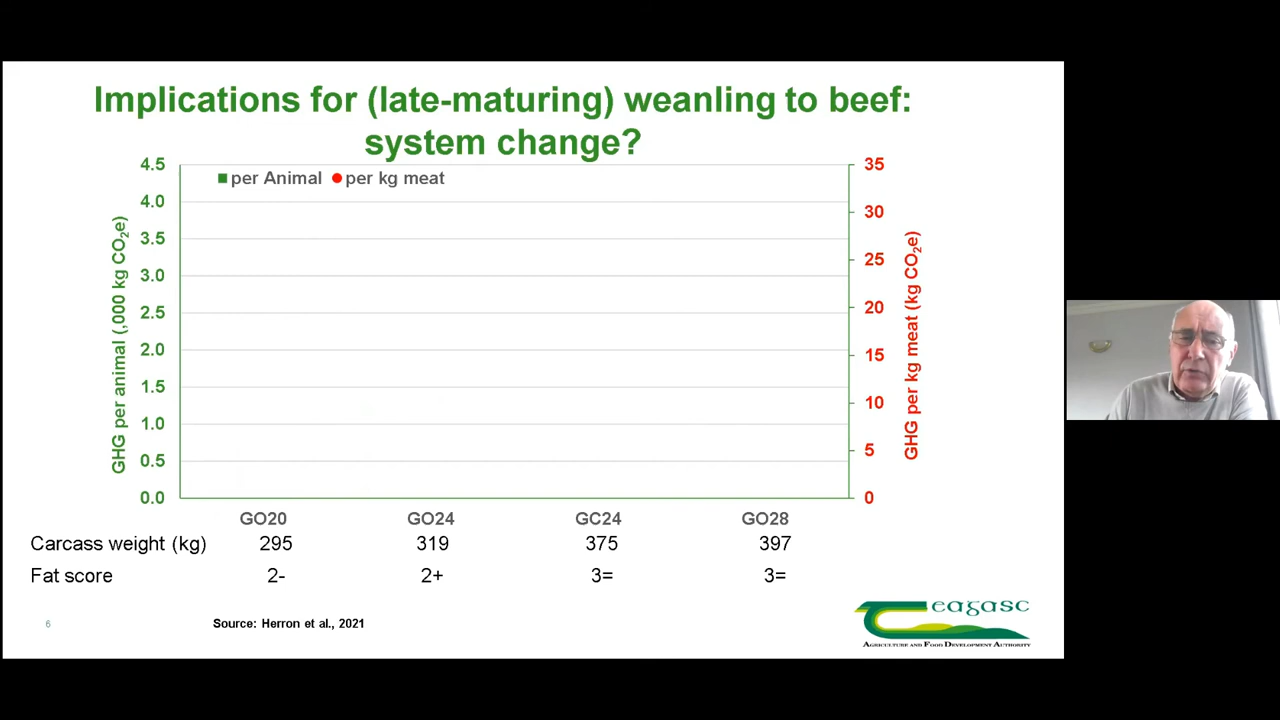 Implications for (late-maturing) weanling to beef:
system change?
per Animal per kg meat
GHG per animal (,000 kg CO₂e)
4.5
4.0
3.5
3.0
2.5
2.0
1.5
1.0
0.5
0.0
35
30
25
20
15
10
5
0
GHG per kg meat (kg CO₂e)
GO20 GO24 GC24 GO28
Carcass weight (kg) 295 319 375 397
Fat score 2- 2+ 3= 3=
6
Source: Herron et al., 2021
Teagasc
AGRICULTURE AND FOOD DEVELOPMENT AUTHORITY